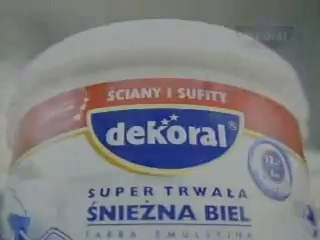 ŚCIANY I SUFITY
dekoral®
SUPER TRWAŁA
ŚNIEŻNA BIEL
FARBA EMULSYJNA